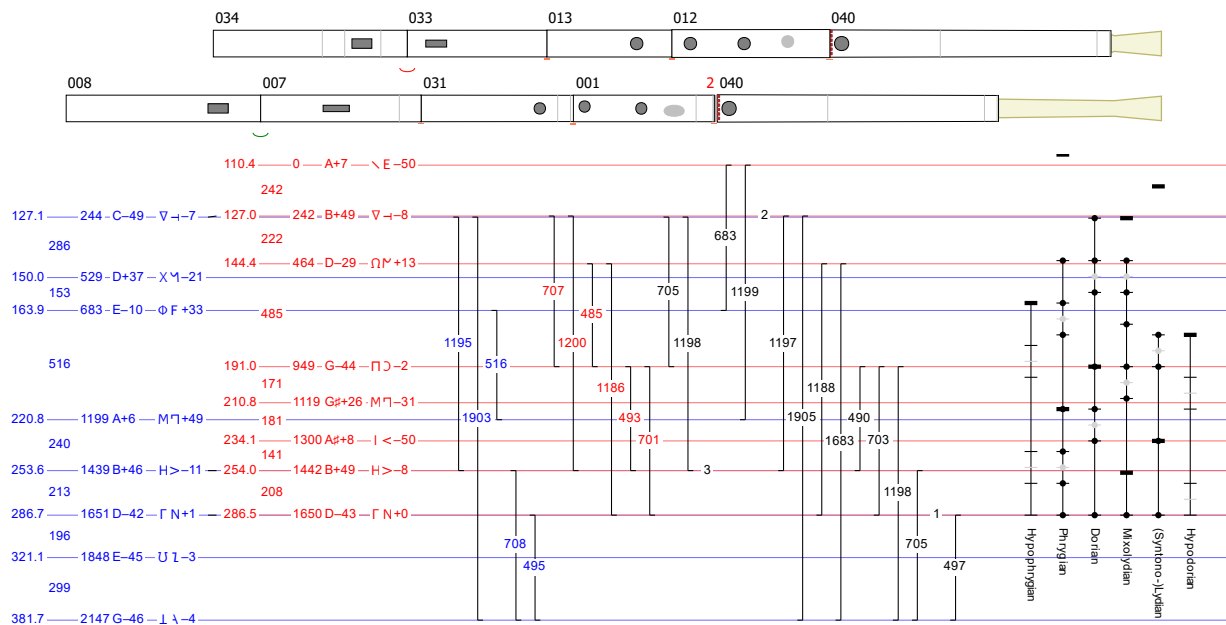 034 033 013 012 040
008 007 031 001 2 040
110.4 0 A+7 E−50
242
127.1 244 C−49 ∇⊣−7 127.0 242 B+49 ∇⊣−8 2
222 683
286
144.4 464 D−29 +13
150.0 529 D+37 −21
153 707 705 1199
163.9 683 E−10 ΦF+33 485 485
1195 1200 1198 1197
516 516
191.0 949 G−44 −2
171 1186 1188
210.8 1119 G♯+26 −31
220.8 1199 A+6 +49 181 1903 493 1905 490
234.1 1300 A♯+8 I<−50 701 1683 703
240
141
253.6 1439 B+46 H>−11 254.0 1442 B+49 H>−8 3
213 208 1198
286.7 1651 D−42 ΓN+1 286.5 1650 D−43 ΓN+0 1
196
708 705
321.1 1848 E−45 −3
495 497
299
381.7 2147 G−46 −4
Hypophrygian
Phrygian
Dorian
Mixolydian
(Syntono-)Lydian
Hypodorian